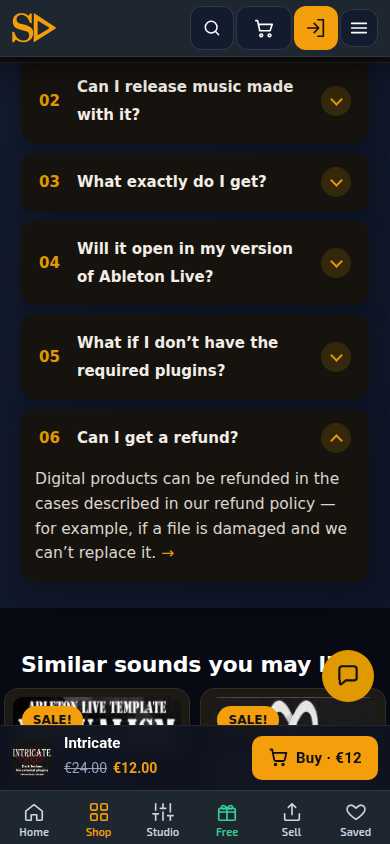 02
Can I release music made
with it?
03
What exactly do I get?
04
Will it open in my version
of Ableton Live?
05
What if I don’t have the
required plugins?
06
Can I get a refund?
Digital products can be refunded in the
cases described in our refund policy —
for example, if a file is damaged and we
can’t replace it. →
Similar sounds you may
ABLETON LIVE TEMPLATE
SALE!
SALE!
INTRICATE
Intricate
€24.00 €12.00
Buy · €12
Home
Shop
Studio
Free
Sell
Saved